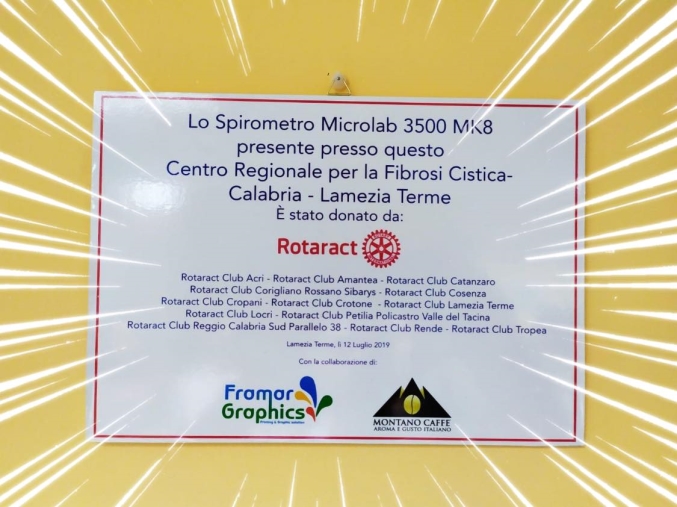 Lo Spirometro Microlab 3500 MK8
presente presso questo
Centro Regionale per la Fibrosi Cistica-
Calabria - Lamezia Terme
È stato donato da:
Rotaract
Rotaract Club Acri - Rotaract Club Amantea - Rotaract Club Catanzaro
Rotaract Club Corigliano Rossano Sibarys - Rotaract Club Cosenza
Rotaract Club Cropani - Rotaract Club Crotone - Rotaract Club Lamezia Terme
Rotaract Club Locri - Rotaract Club Petilia Policastro Valle del Tacina
Rotaract Club Reggio Calabria Sud Parallelo 38 - Rotaract Club Rende - Rotaract Club Tropea
Lamezia Terme, li 12 Luglio 2019
Con la collaborazione di:
Framar
Graphics
Printing & Graphic solution
MONTANO CAFFE
AROMA E GUSTO ITALIANO